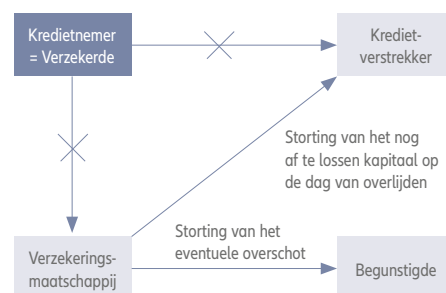 Kredietnemer
= Verzekerde
Krediet-
verstrekker
Storting van het nog
af te lossen kapitaal op
de dag van overlijden
Storting van het
eventuele overschot
Verzekerings-
maatschappij
Begunstigde